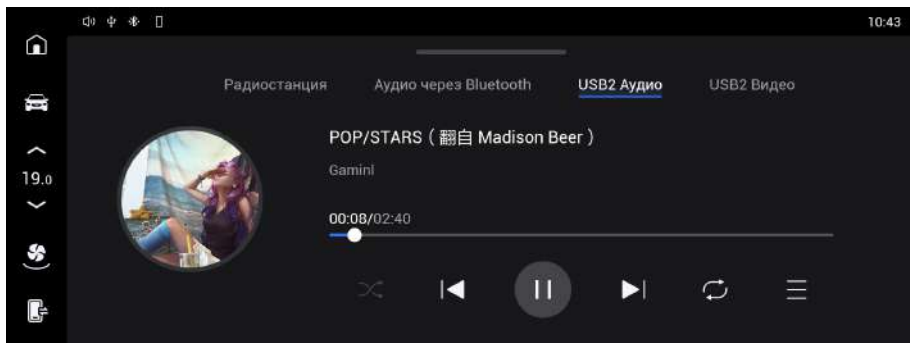 10:43
Радиостанция Аудио через Bluetooth USB2 Аудио USB2 Видео
POP/STARS（翻自 Madison Beer）
Gaminl
19.0
00:08/02:40